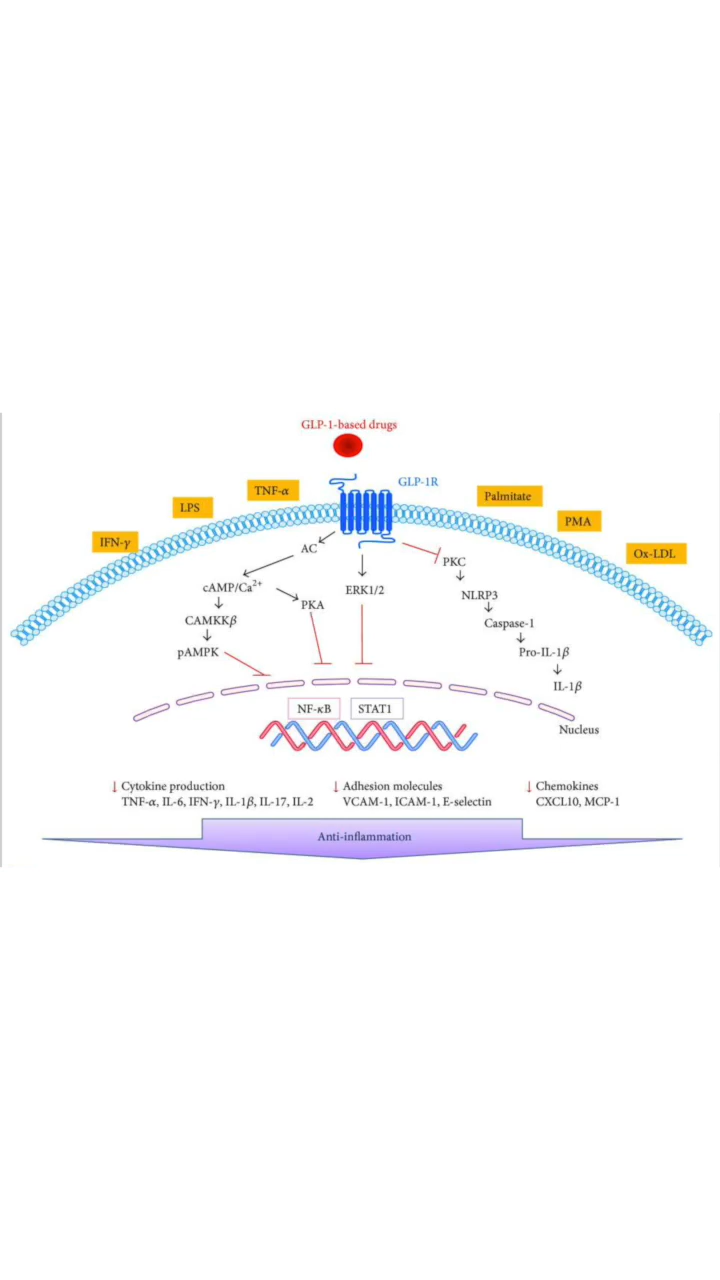 GLP-1-based drugs
GLP-1R
TNF-α
LPS
IFN-γ
Palmitate
PMA
Ox-LDL
AC
cAMP/Ca²⁺
CAMKKβ
pAMPK
PKA
ERK1/2
PKC
NLRP3
Caspase-1
Pro-IL-1β
IL-1β
NF-κB
STAT1
Nucleus
↓ Cytokine production
TNF-α, IL-6, IFN-γ, IL-1β, IL-17, IL-2
↓ Adhesion molecules
VCAM-1, ICAM-1, E-selectin
↓ Chemokines
CXCL10, MCP-1
Anti-inflammation